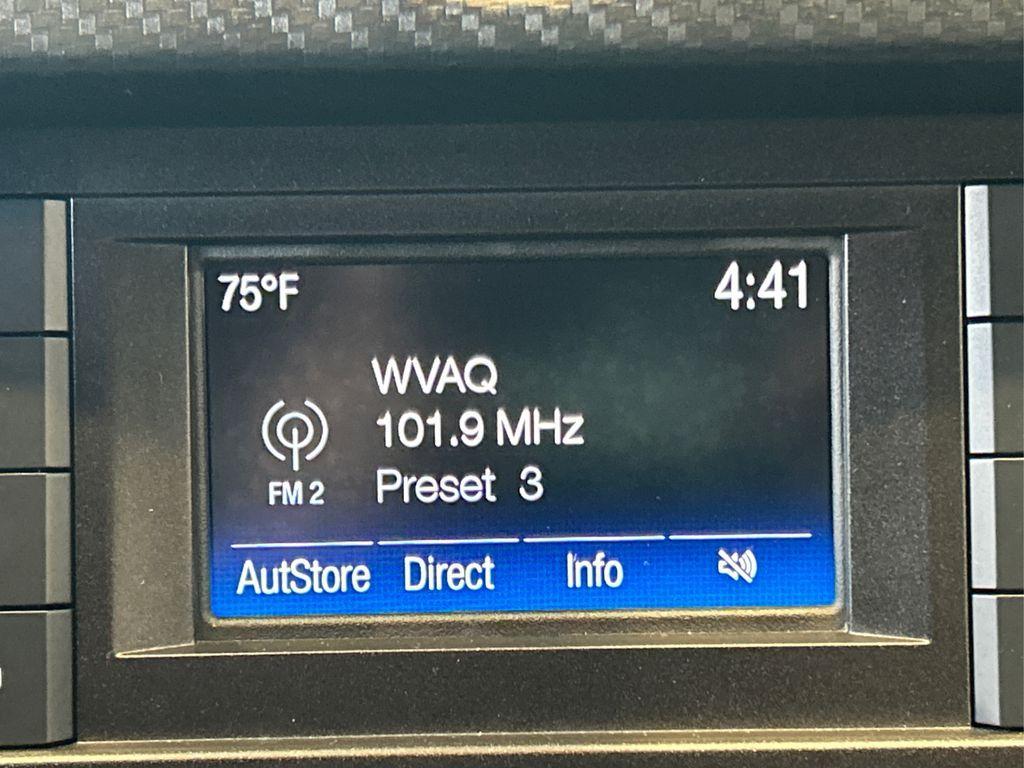 75°F 4:41
WVAQ
101.9 MHz
FM 2
Preset 3
AutStore Direct Info